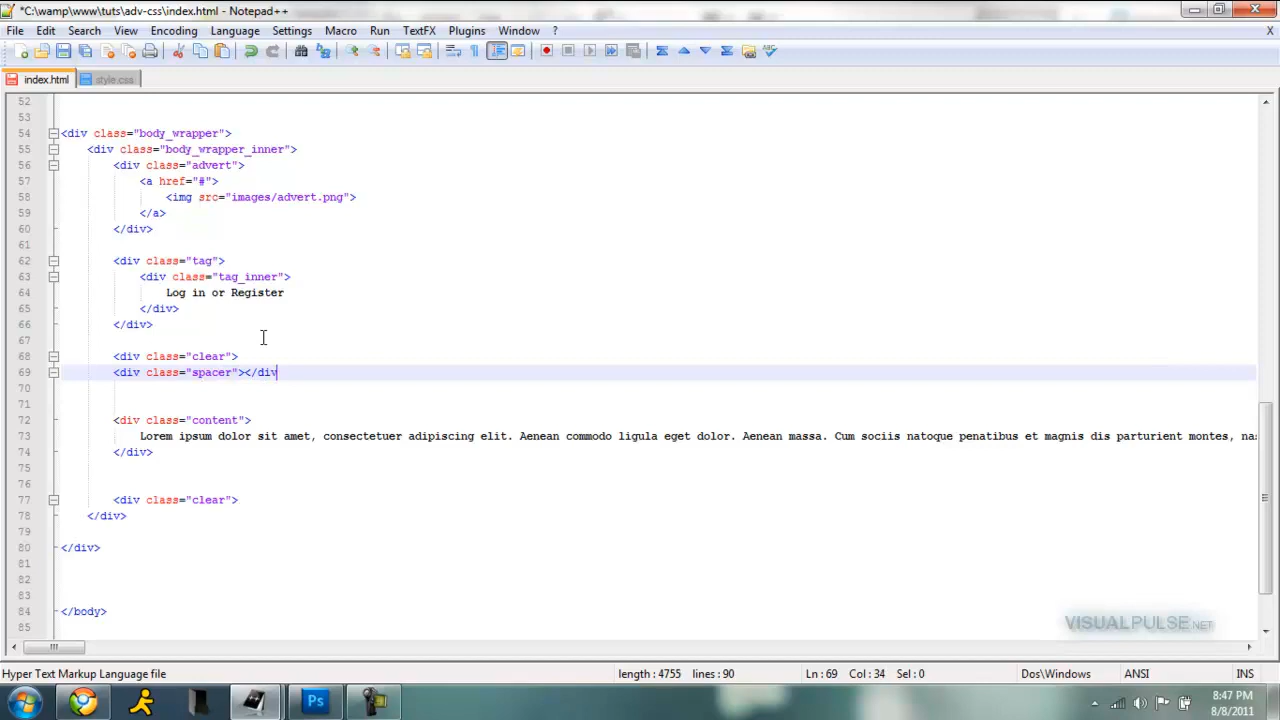 *C:\wamp\www\tuts\adv-css\index.html - Notepad++
File Edit Search View Encoding Language Settings Macro Run TextFX Plugins Window ? X
index.html style.css
52
53
54 <div class="body_wrapper">
55 <div class="body_wrapper_inner">
56 <div class="advert">
57 <a href="#">
58 <img src="images/advert.png">
59 </a>
60 </div>
61
62 <div class="tag">
63 <div class="tag_inner">
64 Log in or Register
65 </div>
66 </div>
67
68 <div class="clear">
69 <div class="spacer"></div
70
71
72 <div class="content">
73 Lorem ipsum dolor sit amet, consectetuer adipiscing elit. Aenean commodo ligula eget dolor. Aenean massa. Cum sociis natoque penatibus et magnis dis parturient montes, nas
74 </div>
75
76
77 <div class="clear">
78 </div>
79
80 </div>
81
82
83
84 </body>
85
VISUALPULSE.NET
Hyper Text Markup Language file length : 4755 lines : 90 Ln : 69 Col : 34 Sel : 0 Dos\Windows ANSI INS
Ps
8:47 PM
8/8/2011